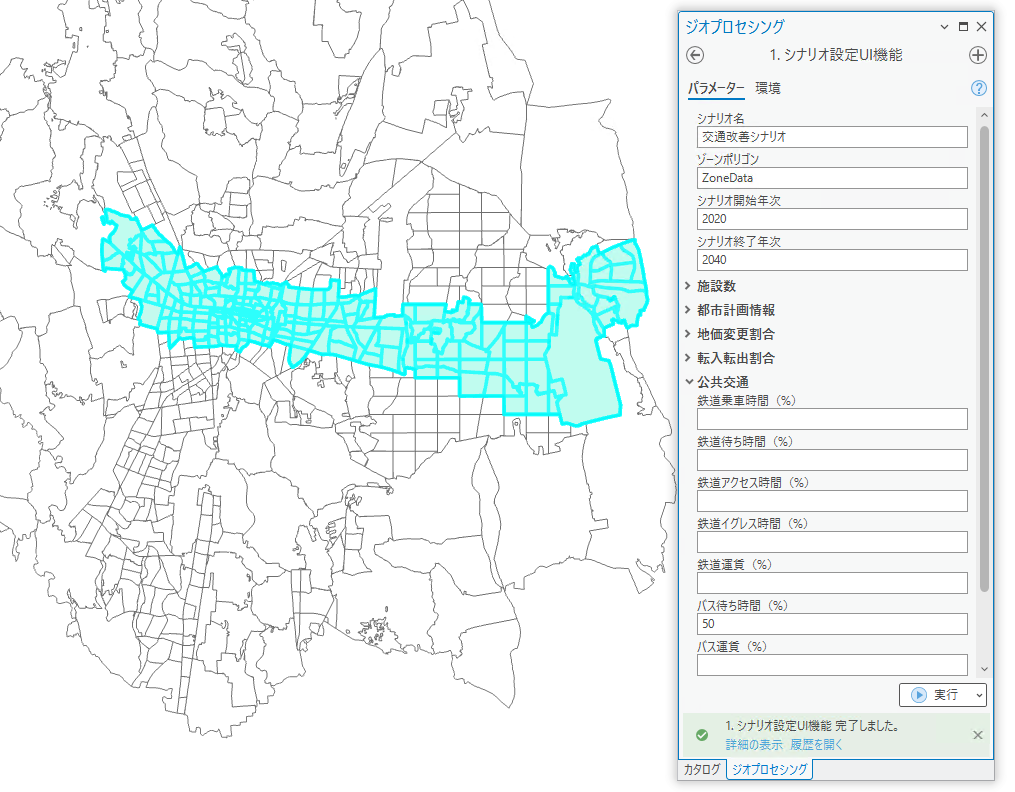 ジオプロセシング
1. シナリオ設定UI機能
パラメーター 環境
シナリオ名
交通改善シナリオ
ゾーンポリゴン
ZoneData
シナリオ開始年次
2020
シナリオ終了年次
2040
施設数
都市計画情報
地価変更割合
転入転出割合
公共交通
鉄道乗車時間（%）
鉄道待ち時間（%）
鉄道アクセス時間（%）
鉄道イグレス時間（%）
鉄道運賃（%）
バス待ち時間（%）
50
バス運賃（%）
実行
1. シナリオ設定UI機能 完了しました。
詳細の表示 履歴を開く
カタログ ジオプロセシング